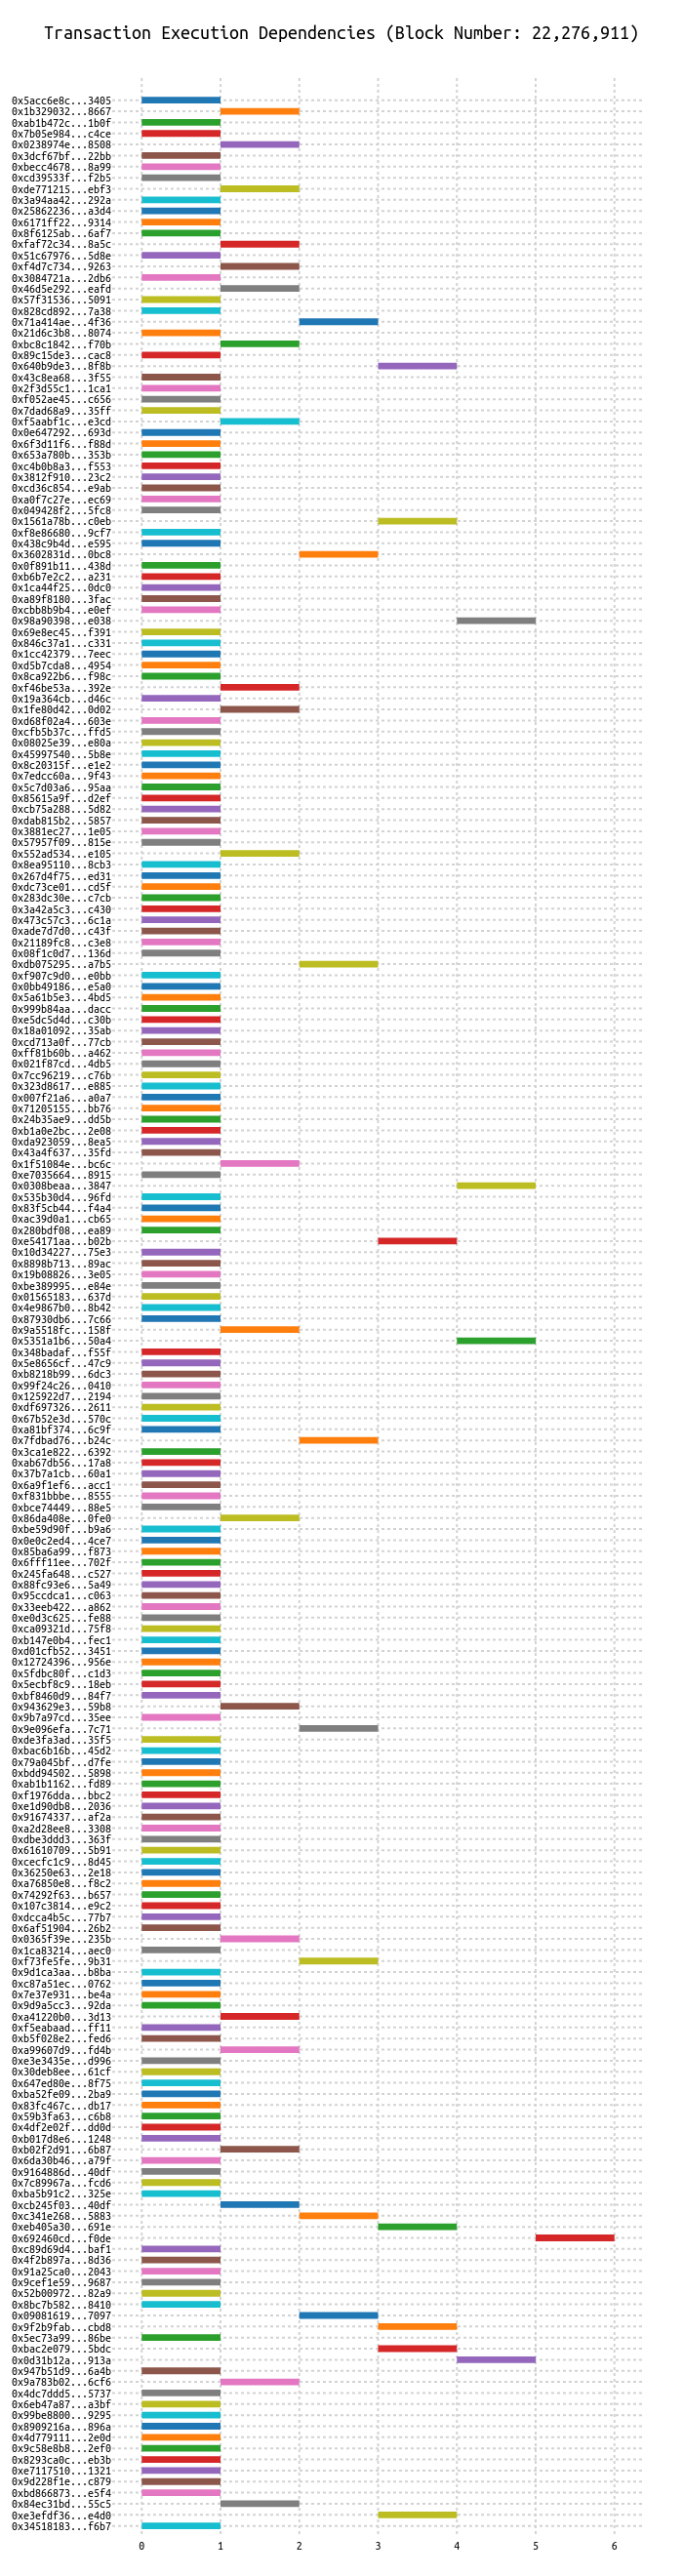 Transaction Execution Dependencies (Block Number: 22,276,911)
0x5acc6e8c...3405
0x1b329032...8667
0xab1b472c...1b0f
0x7b05e984...c4ce
0x0238974e...8508
0x3dcf67bf...22bb
0xbecc4678...8a99
0xcd39533f...f2b5
0xde771215...ebf3
0x3a94aa42...292a
0x25862236...a3d4
0x6171ff22...9314
0x8f6125ab...6af7
0xfaf72c34...8a5c
0x51c67976...5d8e
0xf4d7c734...9263
0x3084721a...2db6
0x46d5e292...eafd
0x57f31536...5091
0x828cd892...7a38
0x71a414ae...4f36
0x21d6c3b8...8074
0xbc8c1842...f70b
0x89c15de3...cac8
0x640b9de3...8f8b
0x43c8ea68...3f55
0x2f3d55c1...1ca1
0xf052ae45...c656
0x7dad68a9...35ff
0xf5aabf1c...e3cd
0x0e647292...693d
0x6f3d11f6...f88d
0x653a780b...353b
0xc4b0b8a3...f553
0x3812f910...23c2
0xcd36c854...e9ab
0xa0f7c27e...ec69
0x049428f2...5fc8
0x1561a78b...c0eb
0xf8e86680...9cf7
0x438c9b4d...e595
0x3602831d...0bc8
0x0f891b11...438d
0xb6b7e2c2...a231
0x1ca44f25...0dc0
0xa89f8180...3fac
0xcbb8b9b4...e0ef
0x98a90398...e038
0x69e8ec45...f391
0x846c37a1...c331
0x1cc42379...7eec
0xd5b7cda8...4954
0x8ca922b6...f98c
0xf46be53a...392e
0x19a364cb...d46c
0x1fe80d42...0d02
0xd68f02a4...603e
0xcfb5b37c...ffd5
0x08025e39...e80a
0x45997540...5b8e
0x8c20315f...e1e2
0x7edcc60a...9f43
0x5c7d03a6...95aa
0x85615a9f...d2ef
0xcb75a288...5d82
0xdab815b2...5857
0x3881ec27...1e05
0x57957f09...815e
0x552ad534...e105
0x8ea95110...8cb3
0x267d4f75...ed31
0xdc73ce01...cd5f
0x283dc30e...c7cb
0x3a42a5c3...c430
0x473c57c3...6c1a
0xade7d7d0...c43f
0x21189fc8...c3e8
0x08f1c0d7...136d
0xdb075295...a7b5
0xf907c9d0...e0bb
0x0bb49186...e5a0
0x5a61b5e3...4bd5
0x999b84aa...dacc
0xe5dc5d4d...c30b
0x18a01092...35ab
0xcd713a0f...77cb
0xff81b60b...a462
0x021f87cd...4db5
0x7cc96219...c76b
0x323d8617...e885
0x007f21a6...a0a7
0x71205155...bb76
0x24b35ae9...dd5b
0xb1a0e2bc...2e08
0xda923059...8ea5
0x43a4f637...35fd
0x1f51084e...bc6c
0xe7035664...8915
0x0308beaa...3847
0x535b30d4...96fd
0x83f5cb44...f4a4
0xac39d0a1...cb65
0x280bdf08...ea89
0xe54171aa...b02b
0x10d34227...75e3
0x8898b713...89ac
0x19b08826...3e05
0xbe389995...e84e
0x01565183...637d
0x4e9867b0...8b42
0x87930db6...7c66
0x9a5518fc...158f
0x5351a1b6...50a4
0x348badaf...f55f
0x5e8656cf...47c9
0xb8218b99...6dc3
0x99f24c26...0410
0x125922d7...2194
0xdf697326...2611
0x67b52e3d...570c
0xa81bf374...6c9f
0x7fdbad76...b24c
0x3ca1e822...6392
0xab67db56...17a8
0x37b7a1cb...60a1
0x6a9f1ef6...acc1
0xf831bbbe...8555
0xbce74449...88e5
0x86da408e...0fe0
0xbe59d90f...b9a6
0x0e0c2ed4...4ce7
0x85ba6a99...f873
0x6fff11ee...702f
0x245fa648...c527
0x88fc93e6...5a49
0x95ccdca1...c063
0x33eeb422...a862
0xe0d3c625...fe88
0xca09321d...75f8
0xb147e0b4...fec1
0xd01cfb52...3451
0x12724396...956e
0x5fdbc80f...c1d3
0x5ecbf8c9...18eb
0xbf8460d9...84f7
0x943629e3...59b8
0x9b7a97cd...35ee
0x9e096efa...7c71
0xde3fa3ad...35f5
0xbac6b16b...45d2
0x79a045bf...d7fe
0xbdd94502...5898
0xab1b1162...fd89
0xf1976dda...bbc2
0xe1d90db8...2036
0x91674337...af2a
0xa2d28ee8...3308
0xdbe3ddd3...363f
0x61610709...5b91
0xcecfc1c9...8d45
0x36250e63...2e18
0xa76850e8...f8c2
0x74292f63...b657
0x107c3814...e9c2
0xdcca4b5c...77b7
0x6af51904...26b2
0x0365f39e...235b
0x1ca83214...aec0
0xf73fe5fe...9b31
0x9d1ca3aa...b8ba
0xc87a51ec...0762
0x7e37e931...be4a
0x9d9a5cc3...92da
0xa41220b0...3d13
0xf5eabaad...ff11
0xb5f028e2...fed6
0xa99607d9...fd4b
0xe3e3435e...d996
0x30deb8ee...61cf
0x647ed80e...8f75
0xba52fe09...2ba9
0x83fc467c...db17
0x59b3fa63...c6b8
0x4df2e02f...dd0d
0xb017d8e6...1248
0xb02f2d91...6b87
0x6da30b46...a79f
0x9164886d...40df
0x7c89967a...fcd6
0xba5b91c2...325e
0xcb245f03...40df
0xc341e268...5883
0xeb405a30...691e
0x692460cd...f0de
0xc89d69d4...baf1
0x4f2b897a...8d36
0x91a25ca0...2043
0x9cef1e59...9687
0x52b00972...82a9
0x8bc7b582...8410
0x09081619...7097
0x9f2b9fab...cbd8
0x5ec73a99...86be
0xbac2e079...5bdc
0x0d31b12a...913a
0x947b51d9...6a4b
0x9a783b02...6cf6
0x4dc7ddd5...5737
0x6eb47a87...a3bf
0x99be8800...9295
0x8909216a...896a
0x4d779111...2e0d
0x9c58e8b8...2ef0
0x8293ca0c...eb3b
0xe7117510...1321
0x9d228f1e...c879
0xbd866873...e5f4
0x84ec31bd...55c5
0xe3efdf36...e4d0
0x34518183...f6b7
0 1 2 3 4 5 6